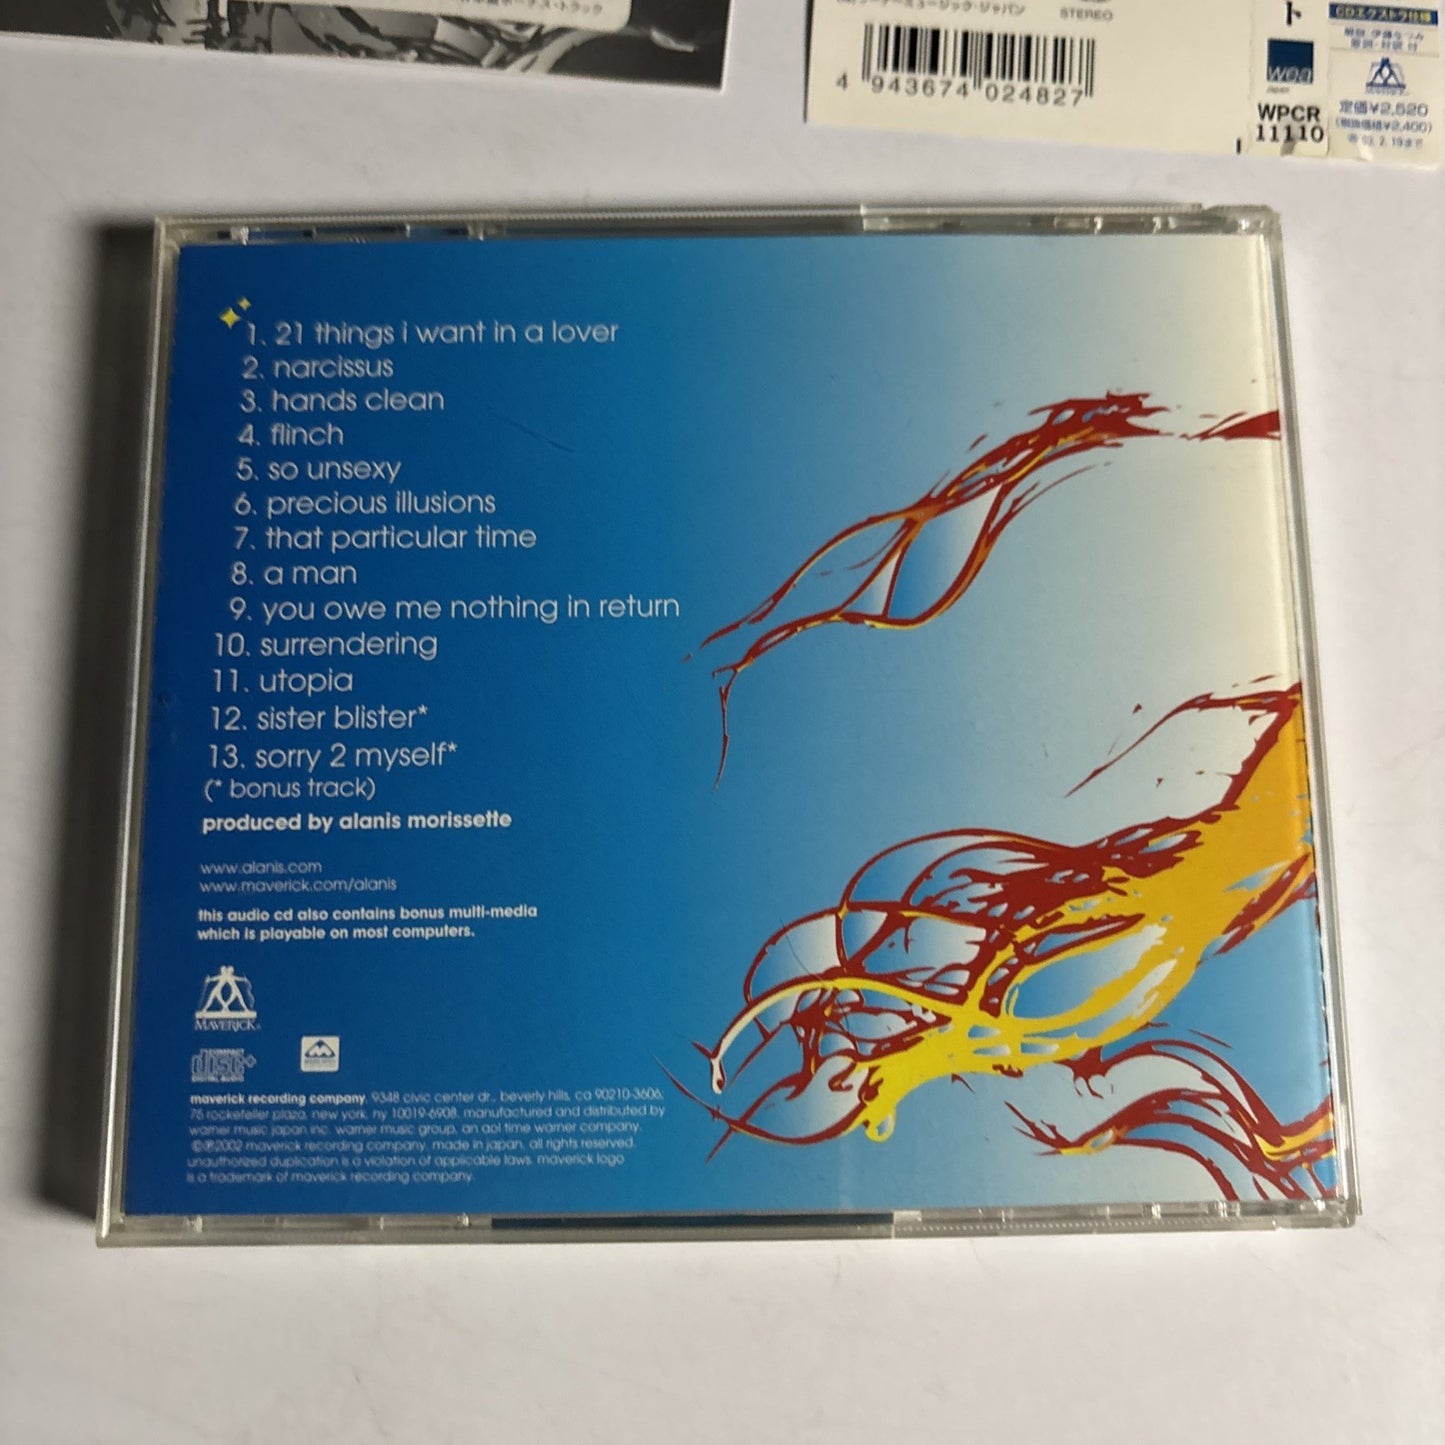 STEREO
4 943674 024827
ト
wea
WPCR
11110
CDエクストラ仕様
定価¥2,520
(税抜価格¥2,400)
1. 21 things i want in a lover
2. narcissus
3. hands clean
4. flinch
5. so unsexy
6. precious illusions
7. that particular time
8. a man
9. you owe me nothing in return
10. surrendering
11. utopia
12. sister blister*
13. sorry 2 myself*
(* bonus track)
produced by alanis morissette
www.alanis.com
www.maverick.com/alanis
this audio cd also contains bonus multi-media
which is playable on most computers.
MAVERICK
COMPACT
disc+
DIGITAL AUDIO
maverick recording company, 9348 civic center dr., beverly hills, ca 90210-3606;
75 rockefeller plaza, new york, ny 10019-6908. manufactured and distributed by
warner music japan inc. warner music group, an aol time warner company.
©℗2002 maverick recording company. made in japan. all rights reserved.
unauthorized duplication is a violation of applicable laws. maverick logo
is a trademark of maverick recording company.